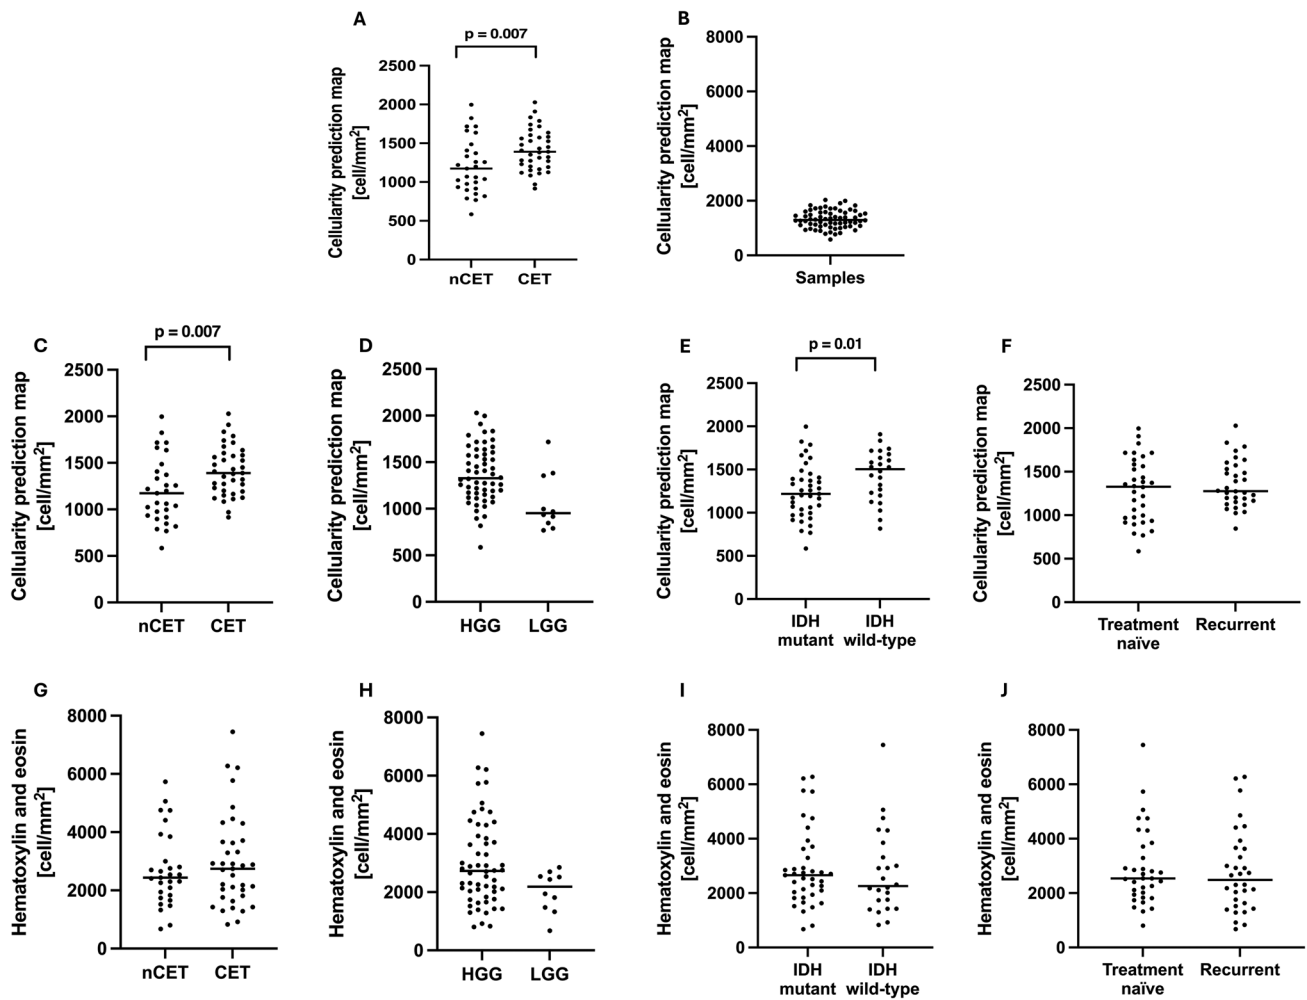 A
p = 0.007
Cellularity prediction map
[cell/mm²]
2500
2000
1500
1000
500
0
nCET CET
B
Cellularity prediction map
[cell/mm²]
8000
6000
4000
2000
0
Samples
C
p = 0.007
Cellularity prediction map
[cell/mm²]
2500
2000
1500
1000
500
0
nCET CET
D
Cellularity prediction map
[cell/mm²]
2500
2000
1500
1000
500
0
HGG LGG
E
p = 0.01
Cellularity prediction map
[cell/mm²]
2500
2000
1500
1000
500
0
IDH IDH
mutant wild-type
F
Cellularity prediction map
[cell/mm²]
2500
2000
1500
1000
500
0
Treatment Recurrent
naïve
G
Hematoxylin and eosin
[cell/mm²]
8000
6000
4000
2000
0
nCET CET
H
Hematoxylin and eosin
[cell/mm²]
8000
6000
4000
2000
0
HGG LGG
I
Hematoxylin and eosin
[cell/mm²]
8000
6000
4000
2000
0
IDH IDH
mutant wild-type
J
Hematoxylin and eosin
[cell/mm²]
8000
6000
4000
2000
0
Treatment Recurrent
naïve